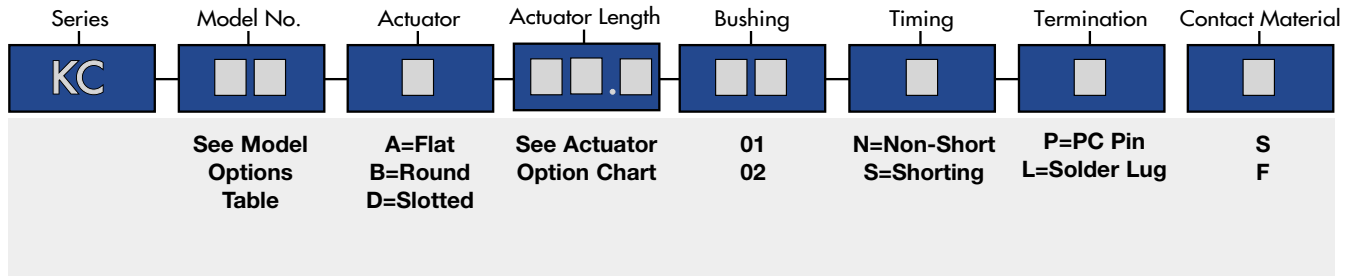 Series Model No. Actuator Actuator Length Bushing Timing Termination Contact Material
KC .
See Model A=Flat See Actuator 01 N=Non-Short P=PC Pin S
Options B=Round Option Chart 02 S=Shorting L=Solder Lug F
Table D=Slotted